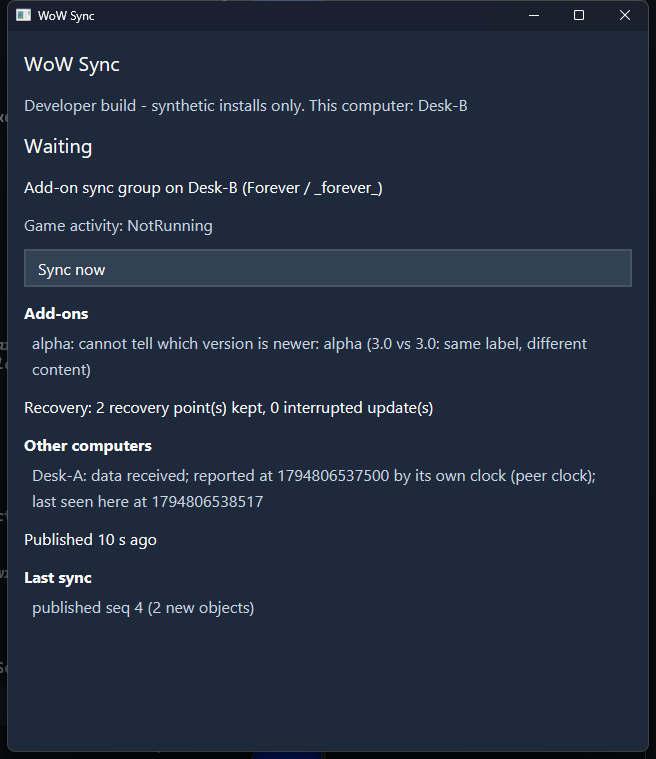 WoW Sync
WoW Sync
Developer build - synthetic installs only. This computer: Desk-B
Waiting
Add-on sync group on Desk-B (Forever / _forever_)
Game activity: NotRunning
Sync now
Add-ons
alpha: cannot tell which version is newer: alpha (3.0 vs 3.0: same label, different
content)
Recovery: 2 recovery point(s) kept, 0 interrupted update(s)
Other computers
Desk-A: data received; reported at 1794806537500 by its own clock (peer clock);
last seen here at 1794806538517
Published 10 s ago
Last sync
published seq 4 (2 new objects)